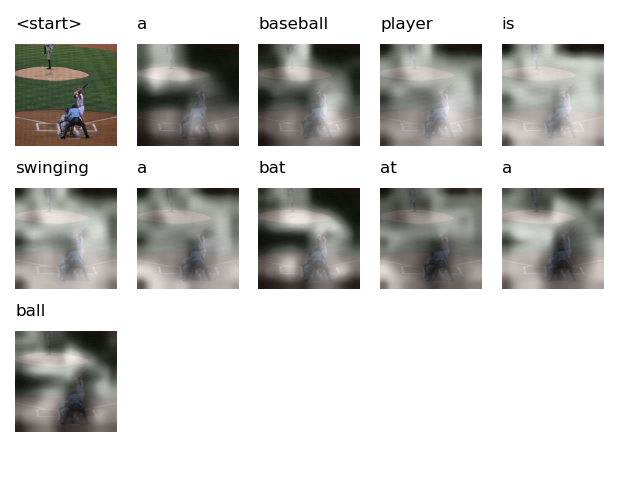 <start> a baseball player is
swinging a bat at a
ball